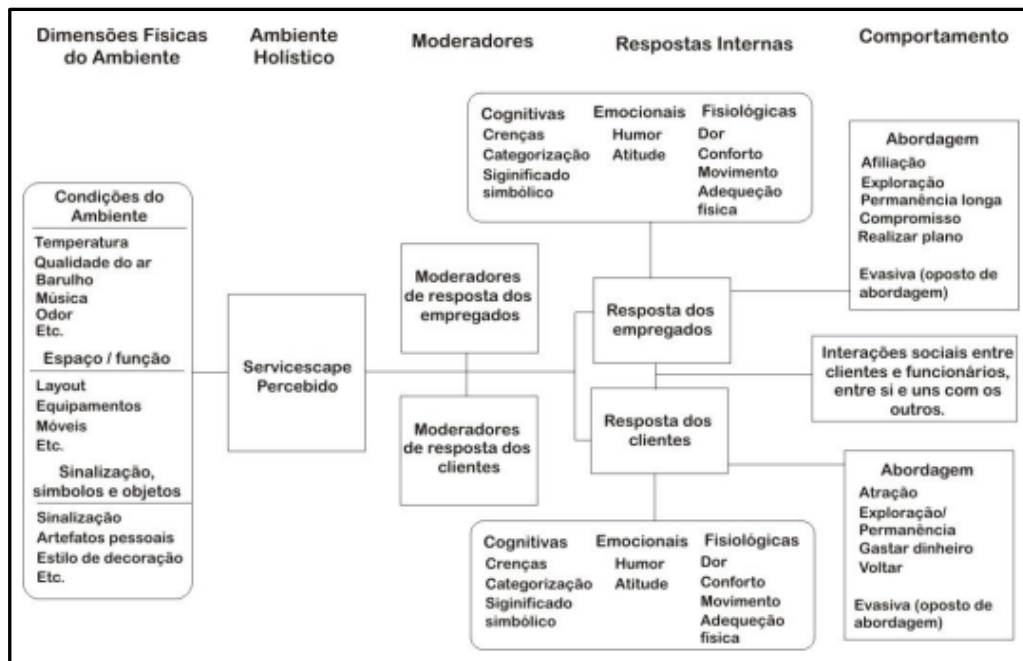 Dimensões Físicas
do Ambiente
Ambiente
Holístico
Moderadores
Respostas Internas
Comportamento
Condições do
Ambiente
Temperatura
Qualidade do ar
Barulho
Música
Odor
Etc.
Espaço / função
Layout
Equipamentos
Móveis
Etc.
Sinalização,
símbolos e objetos
Sinalização
Artefatos pessoais
Estilo de decoração
Etc.
Servicescape
Percebido
Moderadores
de resposta dos
empregados
Moderadores
de resposta dos
clientes
Cognitivas
Crenças
Categorização
Siginificado
simbólico
Emocionais
Humor
Atitude
Fisiológicas
Dor
Conforto
Movimento
Adequeção
física
Resposta dos
empregados
Resposta dos
clientes
Cognitivas
Crenças
Categorização
Siginificado
simbólico
Emocionais
Humor
Atitude
Fisiológicas
Dor
Conforto
Movimento
Adequeção
física
Abordagem
Afiliação
Exploração
Permanência longa
Compromisso
Realizar plano
Evasiva (oposto de
abordagem)
Interações sociais entre
clientes e funcionários,
entre si e uns com os
outros.
Abordagem
Atração
Exploração/
Permanência
Gastar dinheiro
Voltar
Evasiva (oposto de
abordagem)